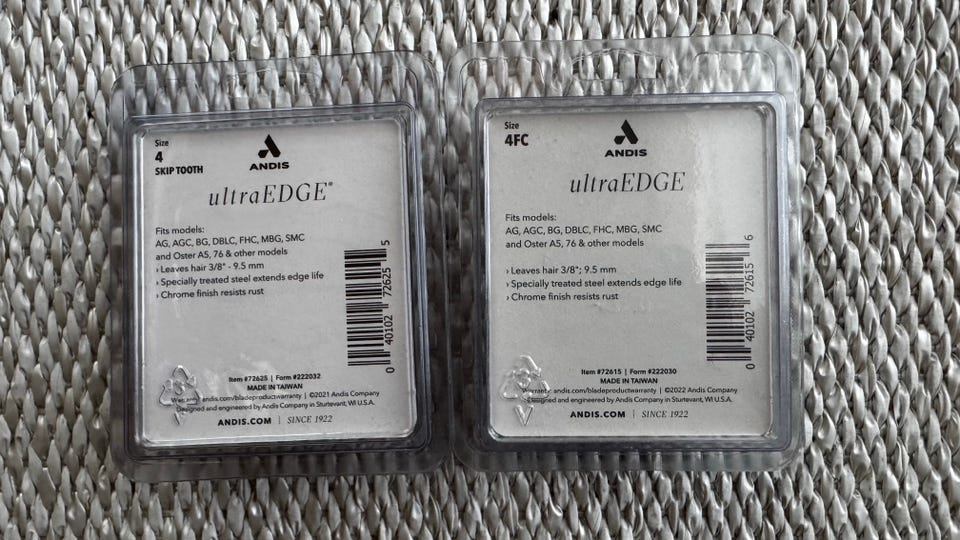 Size
4
SKIP TOOTH
ANDIS
ultraEDGE®
Fits models:
AG, AGC, BG, DBLC, FHC, MBG, SMC
and Oster A5, 76 & other models
› Leaves hair 3/8" - 9.5 mm
› Specially treated steel extends edge life
› Chrome finish resists rust
0 40102 72625 5
Item #72625 | Form #222032
MADE IN TAIWAN
Warranty: andis.com/bladeproductwarranty | ©2021 Andis Company
Designed and engineered by Andis Company in Sturtevant, WI U.S.A.
ANDIS.COM | SINCE 1922
Size
4FC
ANDIS
ultraEDGE
Fits models:
AG, AGC, BG, DBLC, FHC, MBG, SMC
and Oster A5, 76 & other models
› Leaves hair 3/8"; 9.5 mm
› Specially treated steel extends edge life
› Chrome finish resists rust
0 40102 72615 6
Item #72615 | Form #222030
MADE IN TAIWAN
Warranty: andis.com/bladeproductwarranty | ©2022 Andis Company
Designed and engineered by Andis Company in Sturtevant, WI U.S.A.
ANDIS.COM | SINCE 1922